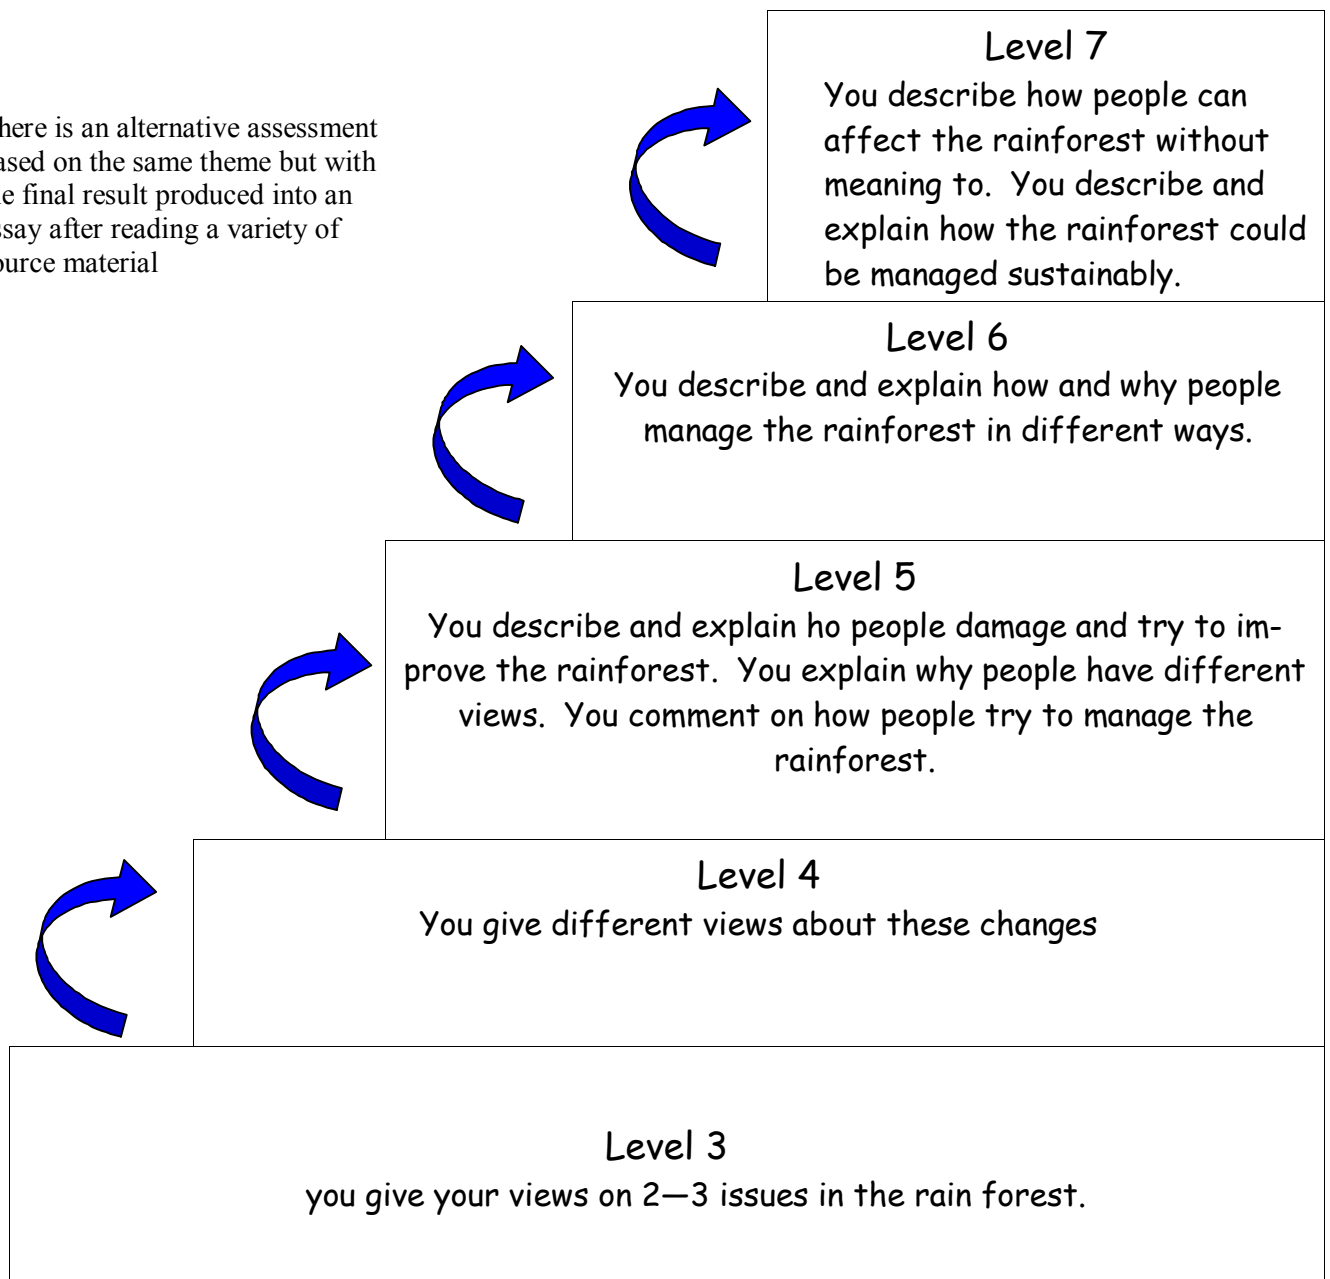 Level 7
You describe how people can
affect the rainforest without
meaning to. You describe and
explain how the rainforest could
be managed sustainably.
here is an alternative assessment
ased on the same theme but with
e final result produced into an
ssay after reading a variety of
ource material
Level 6
You describe and explain how and why people
manage the rainforest in different ways.
Level 5
You describe and explain ho people damage and try to im-
prove the rainforest. You explain why people have different
views. You comment on how people try to manage the
rainforest.
Level 4
You give different views about these changes
Level 3
you give your views on 2—3 issues in the rain forest.